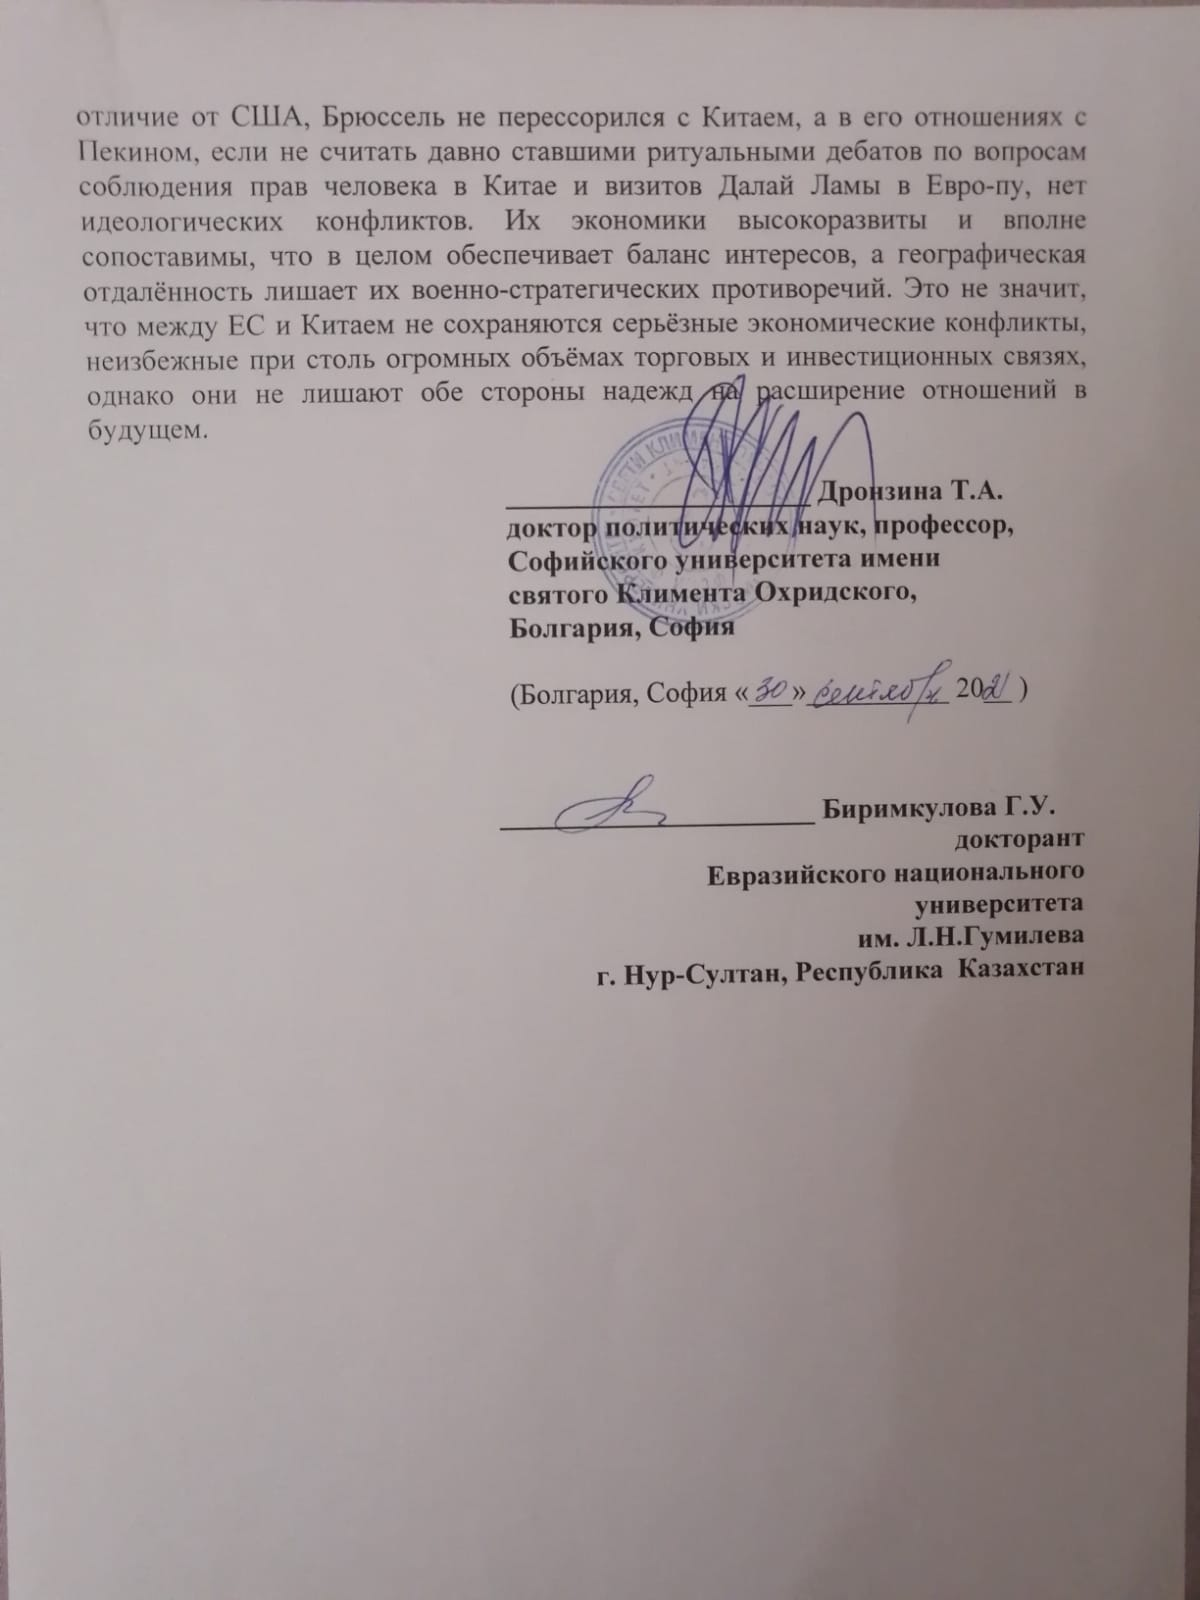 отличие от США, Брюссель не перессорился с Китаем, а в его отношениях с
Пекином, если не считать давно ставшими ритуальными дебатов по вопросам
соблюдения прав человека в Китае и визитов Далай Ламы в Евро-пу, нет
идеологических конфликтов. Их экономики высокоразвиты и вполне
сопоставимы, что в целом обеспечивает баланс интересов, а географическая
отдалённость лишает их военно-стратегических противоречий. Это не значит,
что между ЕС и Китаем не сохраняются серьёзные экономические конфликты,
неизбежные при столь огромных объёмах торговых и инвестиционных связях,
однако они не лишают обе стороны надежд на расширение отношений в
будущем.
Дронзина Т.А.
доктор политических наук, профессор,
Софийского университета имени
святого Климента Охридского,
Болгария, София
(Болгария, София «30» сентября 2021 )
Биримкулова Г.У.
докторант
Евразийского национального
университета
им. Л.Н.Гумилева
г. Нур-Султан, Республика Казахстан